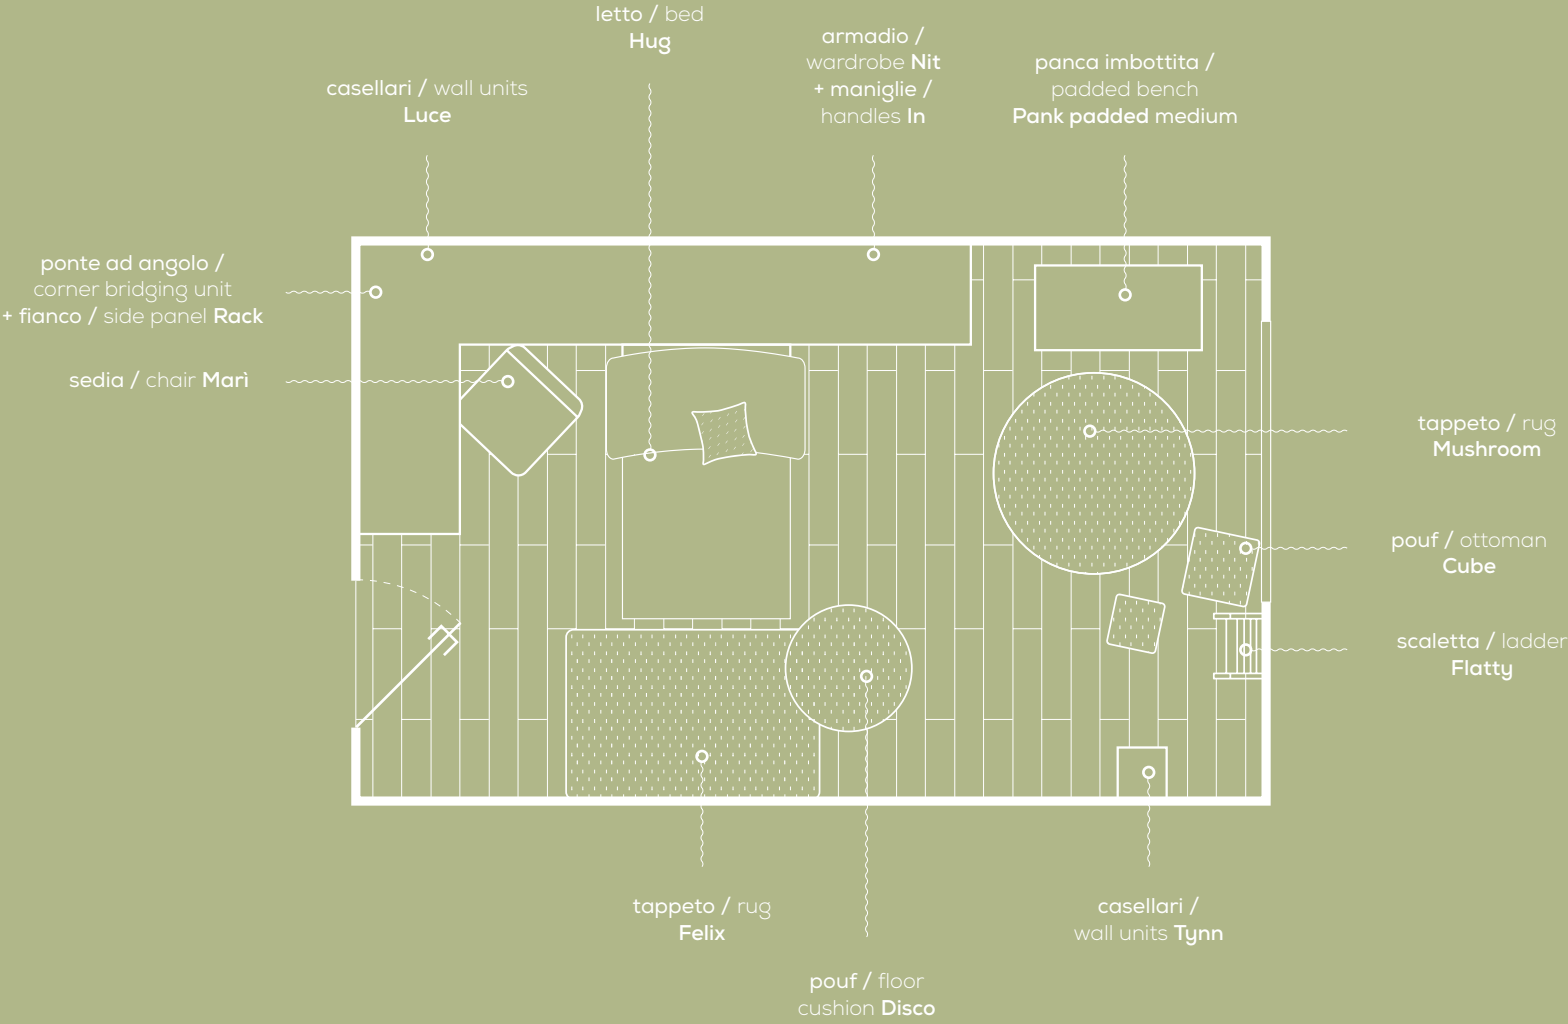 letto / bed
Hug
armadio /
wardrobe Nit
+ maniglie /
handles In
panca imbottita /
padded bench
Pank padded medium
casellari / wall units
Luce
ponte ad angolo /
corner bridging unit
+ fianco / side panel Rack
sedia / chair Marì
tappeto / rug
Mushroom
pouf / ottoman
Cube
scaletta / ladder
Flatty
tappeto / rug
Felix
casellari /
wall units Tynn
pouf / floor
cushion Disco